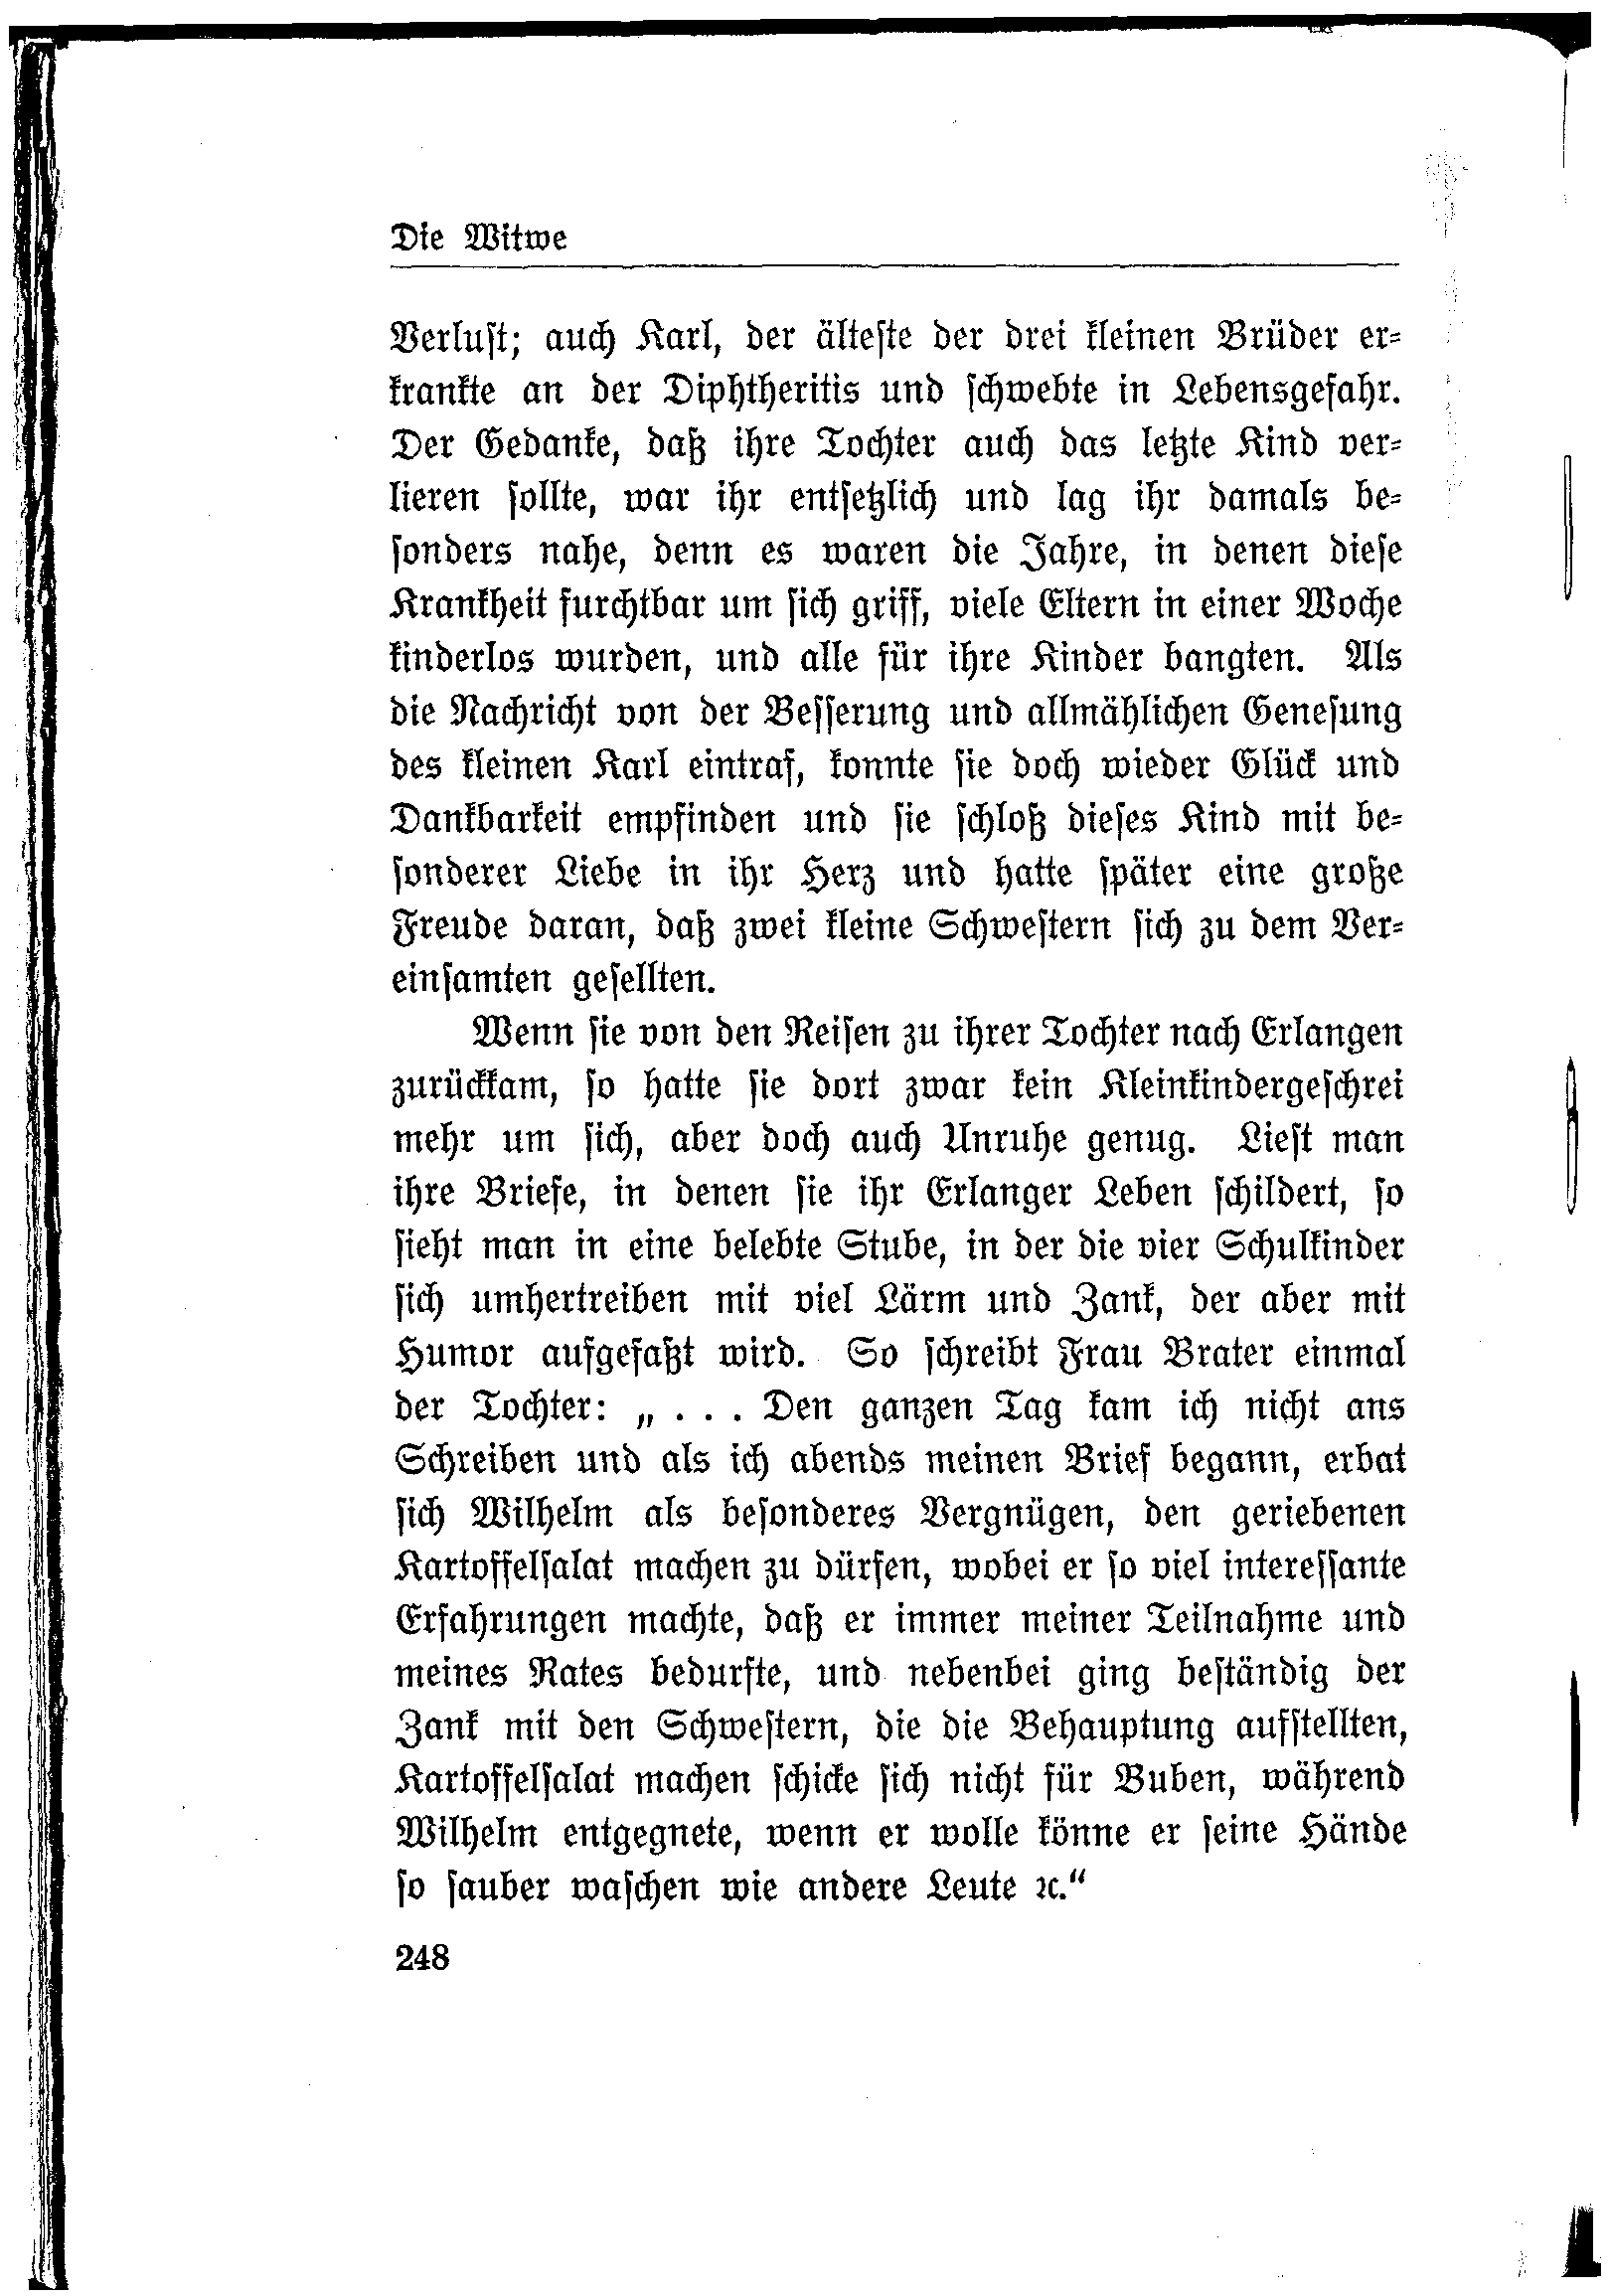 Die Witwe
Verlust; auch Karl, der älteste der drei kleinen Brüder er-
krankte an der Diphtheritis und schwebte in Lebensgefahr.
Der Gedanke, daß ihre Tochter auch das letzte Kind ver-
lieren sollte, war ihr entsetzlich und lag ihr damals be-
sonders nahe, denn es waren die Jahre, in denen diese
Krankheit furchtbar um sich griff, viele Eltern in einer Woche
kinderlos wurden, und alle für ihre Kinder bangten. Als
die Nachricht von der Besserung und allmählichen Genesung
des kleinen Karl eintraf, konnte sie doch wieder Glück und
Dankbarkeit empfinden und sie schloß dieses Kind mit be-
sonderer Liebe in ihr Herz und hatte später eine große
Freude daran, daß zwei kleine Schwestern sich zu dem Ver-
einsamten gesellten.
Wenn sie von den Reisen zu ihrer Tochter nach Erlangen
zurückkam, so hatte sie dort zwar kein Kleinkindergeschrei
mehr um sich, aber doch auch Unruhe genug. Liest man
ihre Briefe, in denen sie ihr Erlanger Leben schildert, so
sieht man in eine belebte Stube, in der die vier Schulkinder
sich umhertreiben mit viel Lärm und Zank, der aber mit
Humor aufgefaßt wird. So schreibt Frau Brater einmal
der Tochter: „ . . . Den ganzen Tag kam ich nicht ans
Schreiben und als ich abends meinen Brief begann, erbat
sich Wilhelm als besonderes Vergnügen, den geriebenen
Kartoffelsalat machen zu dürfen, wobei er so viel interessante
Erfahrungen machte, daß er immer meiner Teilnahme und
meines Rates bedurfte, und nebenbei ging beständig der
Zank mit den Schwestern, die die Behauptung aufstellten,
Kartoffelsalat machen schicke sich nicht für Buben, während
Wilhelm entgegnete, wenn er wolle könne er seine Hände
so sauber waschen wie andere Leute ꝛc.“
248